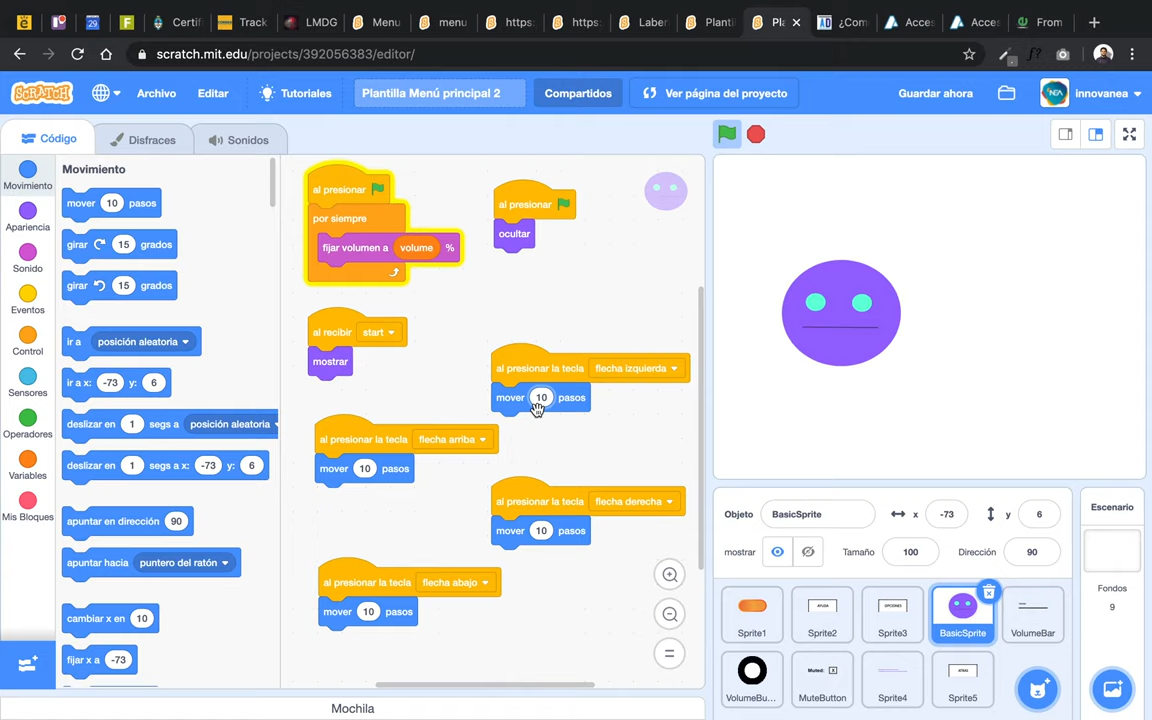 Certifi
Track
LMDG
Menu
menu
https:
https:
Laber
Planti
Pla
¿Com
Acces
Acces
From
scratch.mit.edu/projects/392056383/editor/
f?
SCRATCH
Archivo
Editar
Tutoriales
Plantilla Menú principal 2
Compartidos
Ver página del proyecto
Guardar ahora
innovanea
Código
Disfraces
Sonidos
Movimiento
Apariencia
Sonido
Eventos
Control
Sensores
Operadores
Variables
Mis Bloques
Movimiento
mover 10 pasos
girar 15 grados
girar 15 grados
ir a posición aleatoria
ir a x: -73 y: 6
deslizar en 1 segs a posición aleatoria
deslizar en 1 segs a x: -73 y: 6
apuntar en dirección 90
apuntar hacia puntero del ratón
cambiar x en 10
fijar x a -73
al presionar
por siempre
fijar volumen a volume %
al presionar
ocultar
al recibir start
mostrar
al presionar la tecla flecha izquierda
mover 10 pasos
al presionar la tecla flecha arriba
mover 10 pasos
al presionar la tecla flecha derecha
mover 10 pasos
al presionar la tecla flecha abajo
mover 10 pasos
Mochila
Objeto BasicSprite x -73 y 6
mostrar Tamaño 100 Dirección 90
Sprite1
AYUDA
Sprite2
OPCIONES
Sprite3
BasicSprite
VolumeBar
VolumeBu...
Muted: X
MuteButton
Sprite4
ATRAS
Sprite5
Escenario
Fondos
9